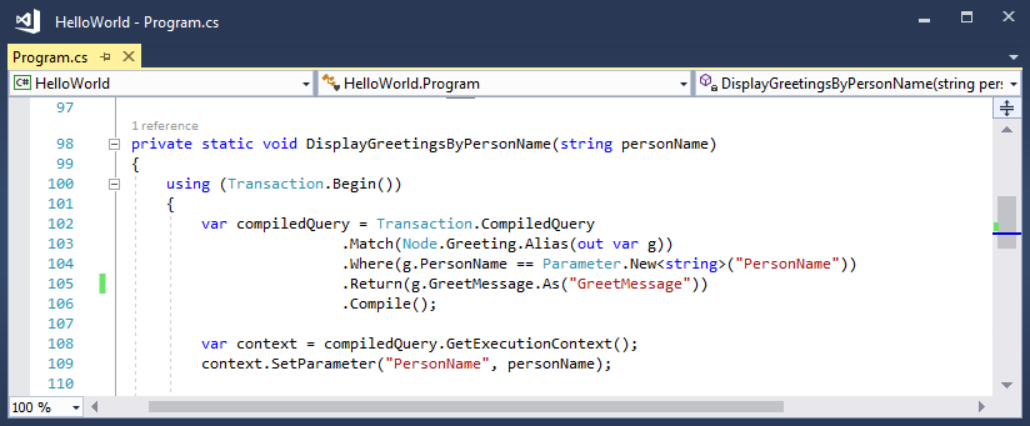 HelloWorld - Program.cs
Program.cs
C# HelloWorld HelloWorld.Program DisplayGreetingsByPersonName(string pers
97
1 reference
98 private static void DisplayGreetingsByPersonName(string personName)
99 {
100 using (Transaction.Begin())
101 {
102 var compiledQuery = Transaction.CompiledQuery
103 .Match(Node.Greeting.Alias(out var g))
104 .Where(g.PersonName == Parameter.New<string>("PersonName"))
105 .Return(g.GreetMessage.As("GreetMessage"))
106 .Compile();
107
108 var context = compiledQuery.GetExecutionContext();
109 context.SetParameter("PersonName", personName);
110
100 %